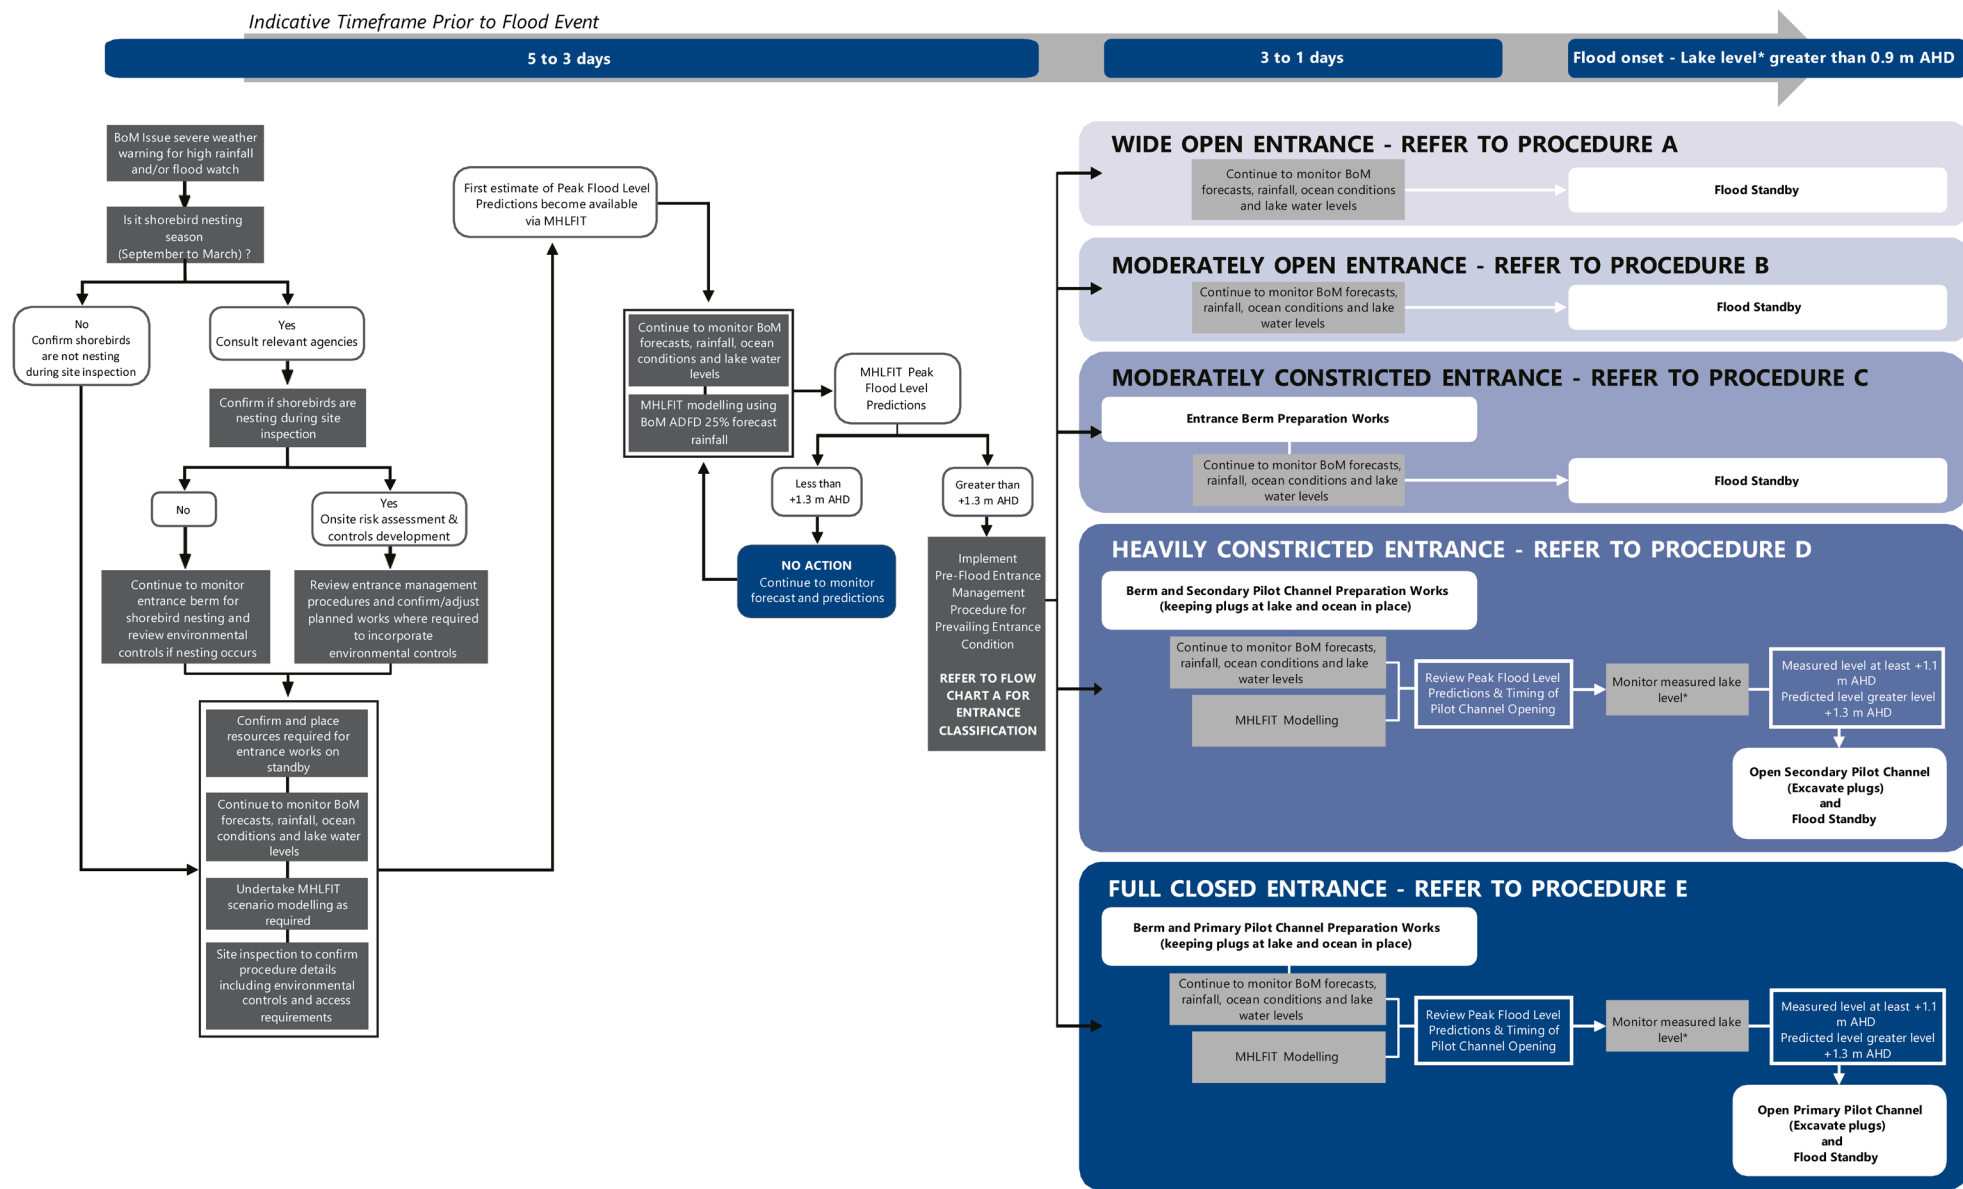 Indicative Timeframe Prior to Flood Event
5 to 3 days
3 to 1 days
Flood onset - Lake level* greater than 0.9 m AHD
BoM Issue severe weather
warning for high rainfall
and/or flood watch
Is it shorebird nesting
season
(September to March) ?
No
Confirm shorebirds
are not nesting
during site inspection
Yes
Consult relevant agencies
Confirm if shorebirds are
nesting during site
inspection
No
Yes
Onsite risk assessment &
controls development
Continue to monitor
entrance berm for
shorebird nesting and
review environmental
controls if nesting occurs
Review entrance management
procedures and confirm/adjust
planned works where required
to incorporate
environmental controls
Confirm and place
resources required for
entrance works on
standby
Continue to monitor BoM
forecasts, rainfall, ocean
conditions and lake water
levels
Undertake MHLFIT
scenario modelling as
required
Site inspection to confirm
procedure details
including environmental
controls and access
requirements
First estimate of Peak Flood Level
Predictions become available
via MHLFIT
Continue to monitor BoM
forecasts, rainfall, ocean
conditions and lake water
levels
MHLFIT modelling using
BoM ADFD 25% forecast
rainfall
MHLFIT Peak
Flood Level
Predictions
Less than
+1.3 m AHD
Greater than
+1.3 m AHD
NO ACTION
Continue to monitor
forecast and predictions
Implement
Pre-Flood Entrance
Management
Procedure for
Prevailing Entrance
Condition
REFER TO FLOW
CHART A FOR
ENTRANCE
CLASSIFICATION
WIDE OPEN ENTRANCE - REFER TO PROCEDURE A
Continue to monitor BoM
forecasts, rainfall, ocean conditions
and lake water levels
Flood Standby
MODERATELY OPEN ENTRANCE - REFER TO PROCEDURE B
Continue to monitor BoM forecasts,
rainfall, ocean conditions and lake
water levels
Flood Standby
MODERATELY CONSTRICTED ENTRANCE - REFER TO PROCEDURE C
Entrance Berm Preparation Works
Continue to monitor BoM forecasts,
rainfall, ocean conditions and lake
water levels
Flood Standby
HEAVILY CONSTRICTED ENTRANCE - REFER TO PROCEDURE D
Berm and Secondary Pilot Channel Preparation Works
(keeping plugs at lake and ocean in place)
Continue to monitor BoM forecasts,
rainfall, ocean conditions and lake
water levels
MHLFIT Modelling
Review Peak Flood Level
Predictions & Timing of
Pilot Channel Opening
Monitor measured lake
level*
Measured level at least +1.1
m AHD
Predicted level greater level
+1.3 m AHD
Open Secondary Pilot Channel
(Excavate plugs)
and
Flood Standby
FULL CLOSED ENTRANCE - REFER TO PROCEDURE E
Berm and Primary Pilot Channel Preparation Works
(keeping plugs at lake and ocean in place)
Continue to monitor BoM forecasts,
rainfall, ocean conditions and lake
water levels
MHLFIT Modelling
Review Peak Flood Level
Predictions & Timing of
Pilot Channel Opening
Monitor measured lake
level*
Measured level at least +1.1
m AHD
Predicted level greater level
+1.3 m AHD
Open Primary Pilot Channel
(Excavate plugs)
and
Flood Standby